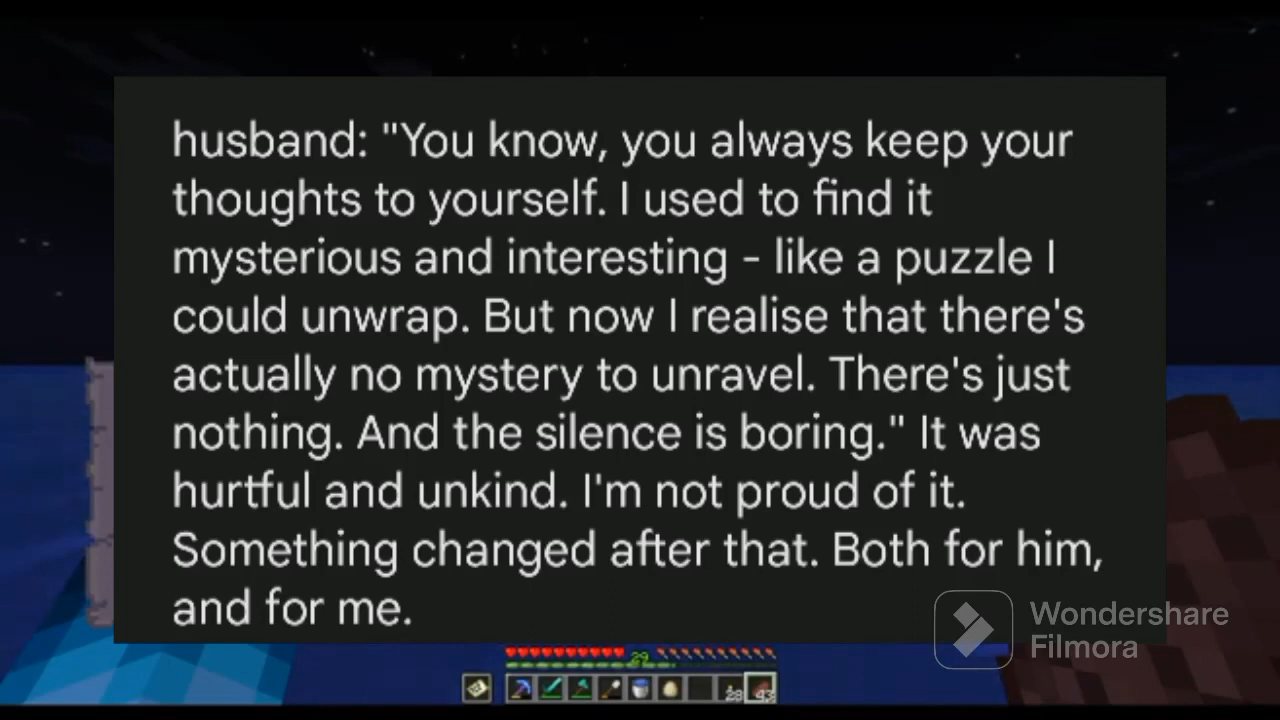 husband: "You know, you always keep your
thoughts to yourself. I used to find it
mysterious and interesting - like a puzzle I
could unwrap. But now I realise that there's
actually no mystery to unravel. There's just
nothing. And the silence is boring." It was
hurtful and unkind. I'm not proud of it.
Something changed after that. Both for him,
and for me.
Wondershare
Filmora
29
28
43